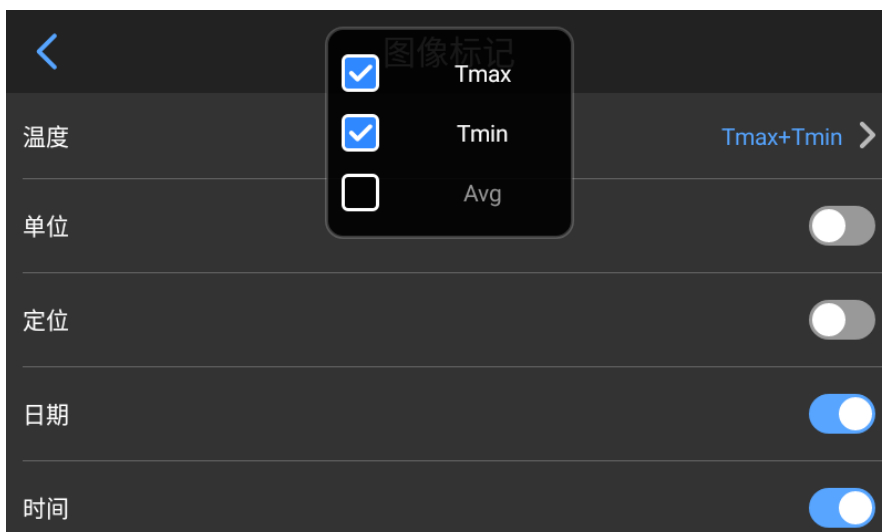 图像标记
Tmax
Tmin
Avg
温度
Tmax+Tmin
单位
定位
日期
时间